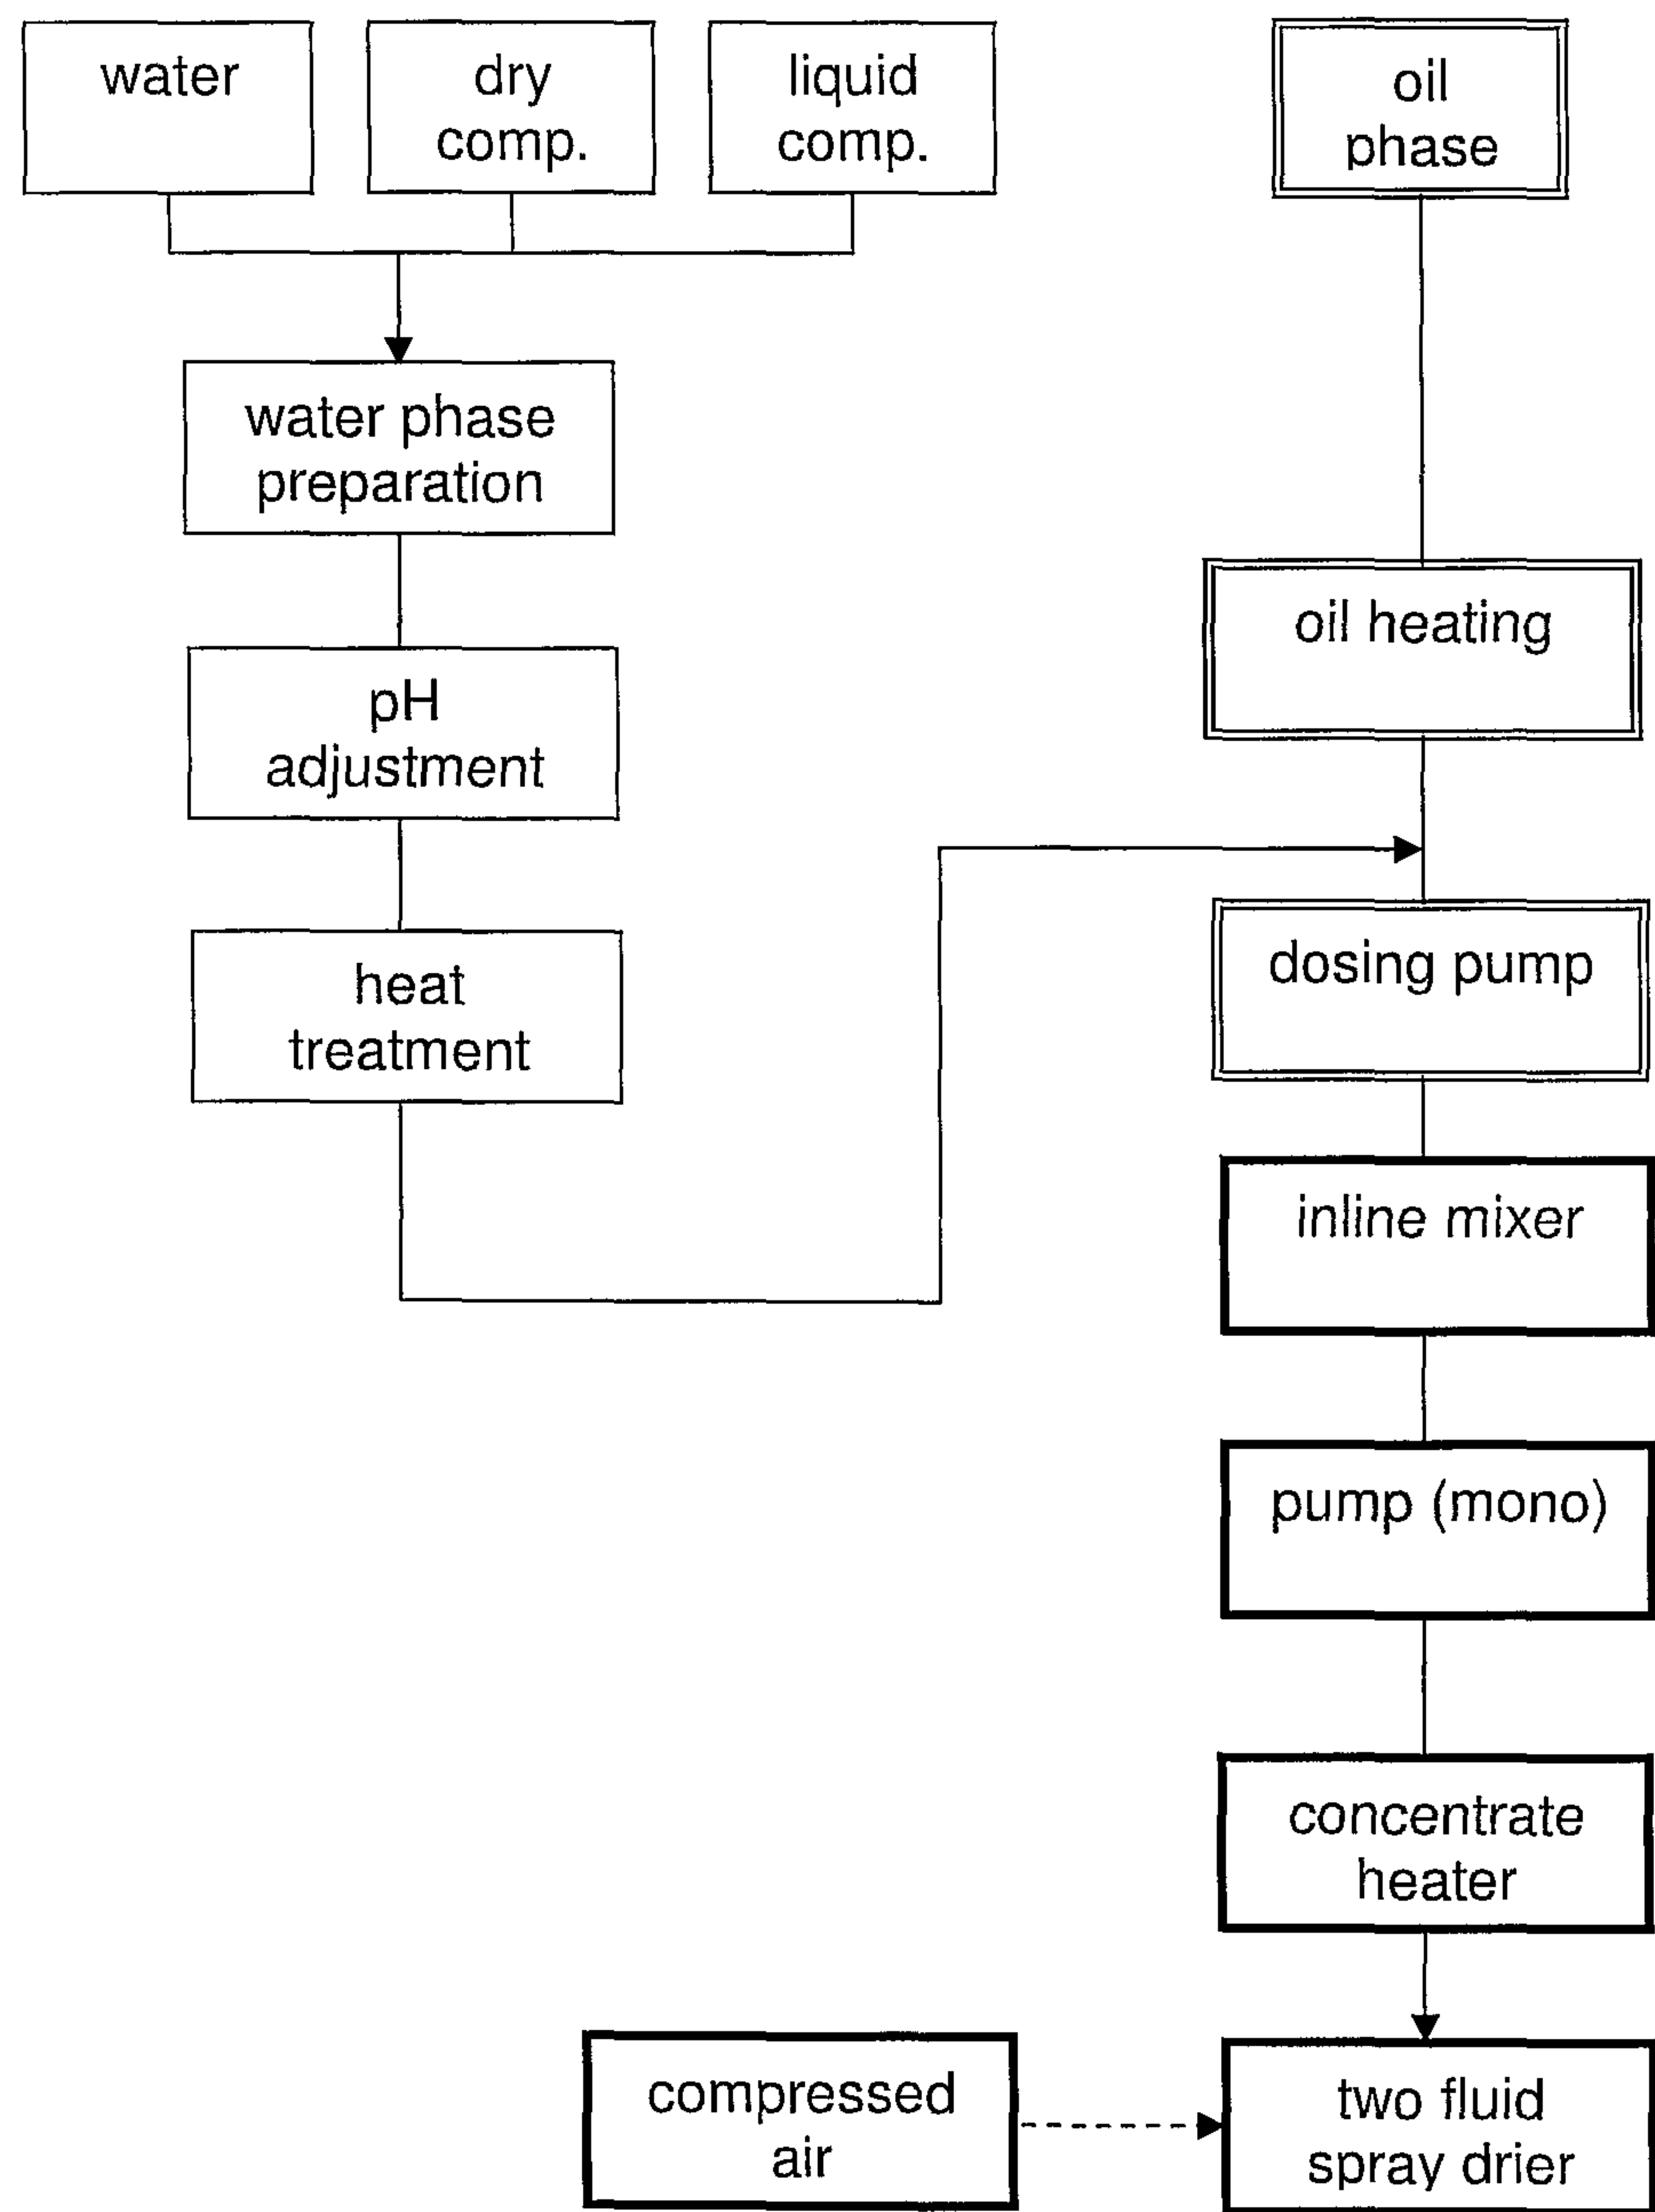 water
dry
comp.
liquid
comp.
oil
phase
water phase
preparation
oil heating
pH
adjustment
dosing pump
heat
treatment
inline mixer
pump (mono)
concentrate
heater
compressed
air
two fluid
spray drier